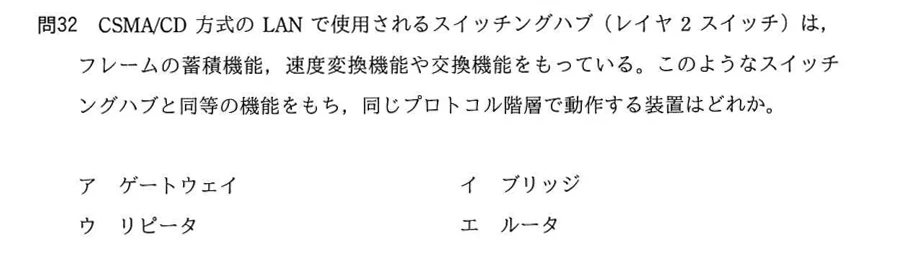 問32 CSMA/CD 方式の LAN で使用されるスイッチングハブ（レイヤ 2 スイッチ）は，
フレームの蓄積機能，速度変換機能や交換機能をもっている。このようなスイッチ
ングハブと同等の機能をもち，同じプロトコル階層で動作する装置はどれか。
ア ゲートウェイ イ ブリッジ
ウ リピータ エ ルータ